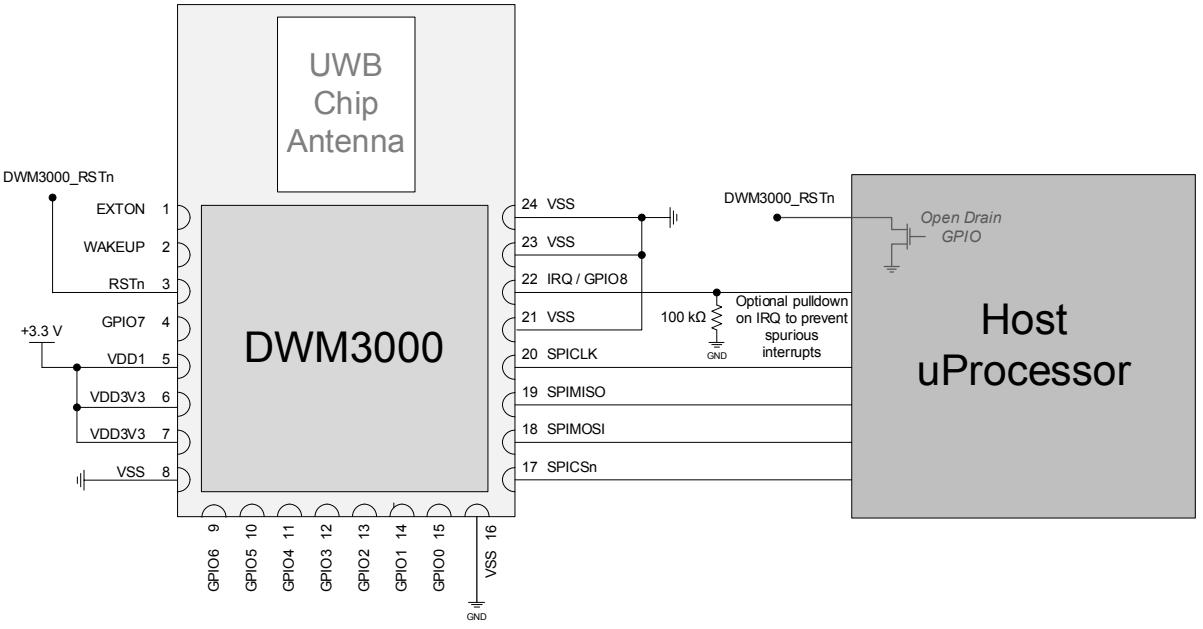 UWB
Chip
Antenna
DWM3000_RSTn
EXTON 1
WAKEUP 2
RSTn 3
GPIO7 4
+3.3 V
VDD1 5
VDD3V3 6
VDD3V3 7
VSS 8
DWM3000
24 VSS
23 VSS
22 IRQ / GPIO8
21 VSS
20 SPICLK
19 SPIMISO
18 SPIMOSI
17 SPICSn
GPIO6 9
GPIO5 10
GPIO4 11
GPIO3 12
GPIO2 13
GPIO1 14
GPIO0 15
VSS 16
GND
DWM3000_RSTn
Open Drain
GPIO
100 kΩ
GND
Optional pulldown
on IRQ to prevent
spurious
interrupts
Host
uProcessor